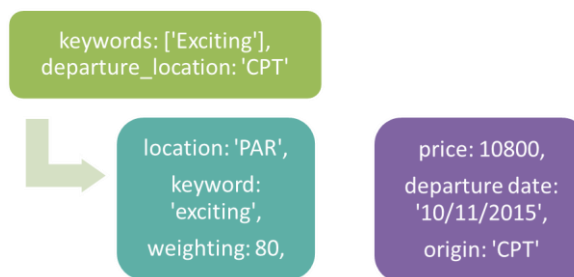 keywords: ['Exciting'],
departure_location: 'CPT'
location: 'PAR',
keyword:
'exciting',
weighting: 80,
price: 10800,
departure date:
'10/11/2015',
origin: 'CPT'